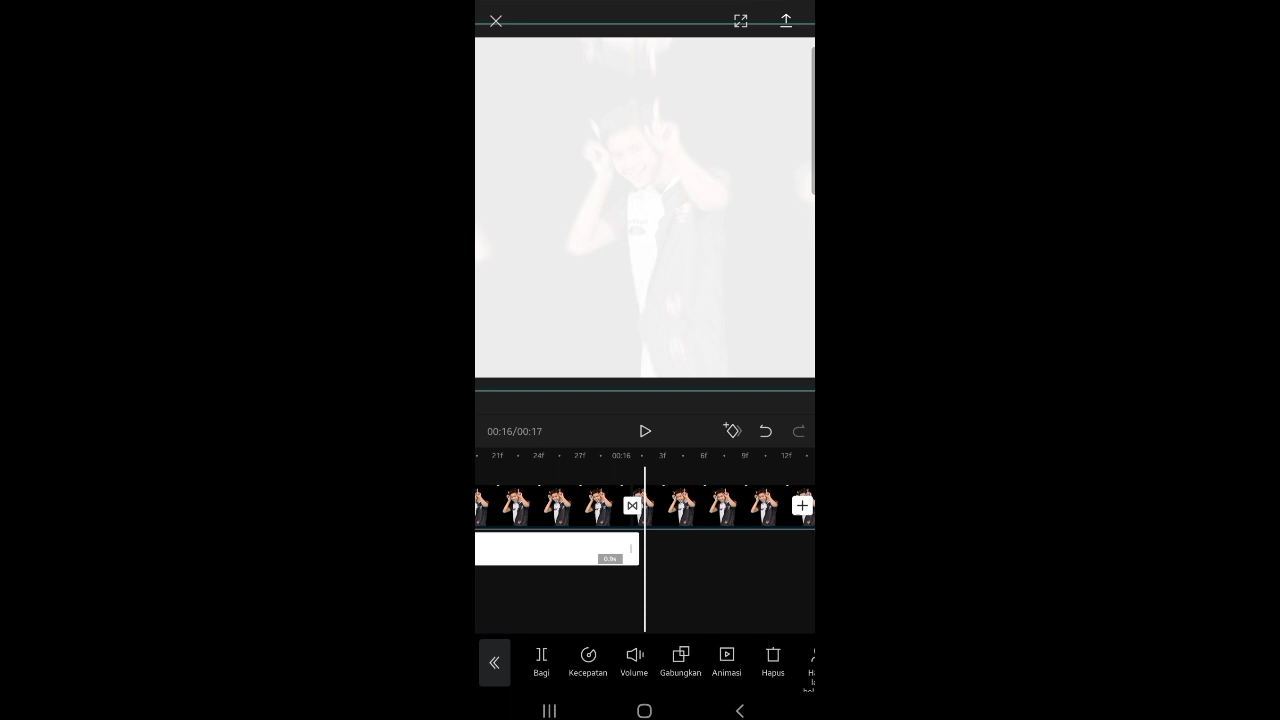 00:16/00:17
21f 24f 27f 00:16 3f 6f 9f 12f
0.9s
Bagi Kecepatan Volume Gabungkan Animasi Hapus